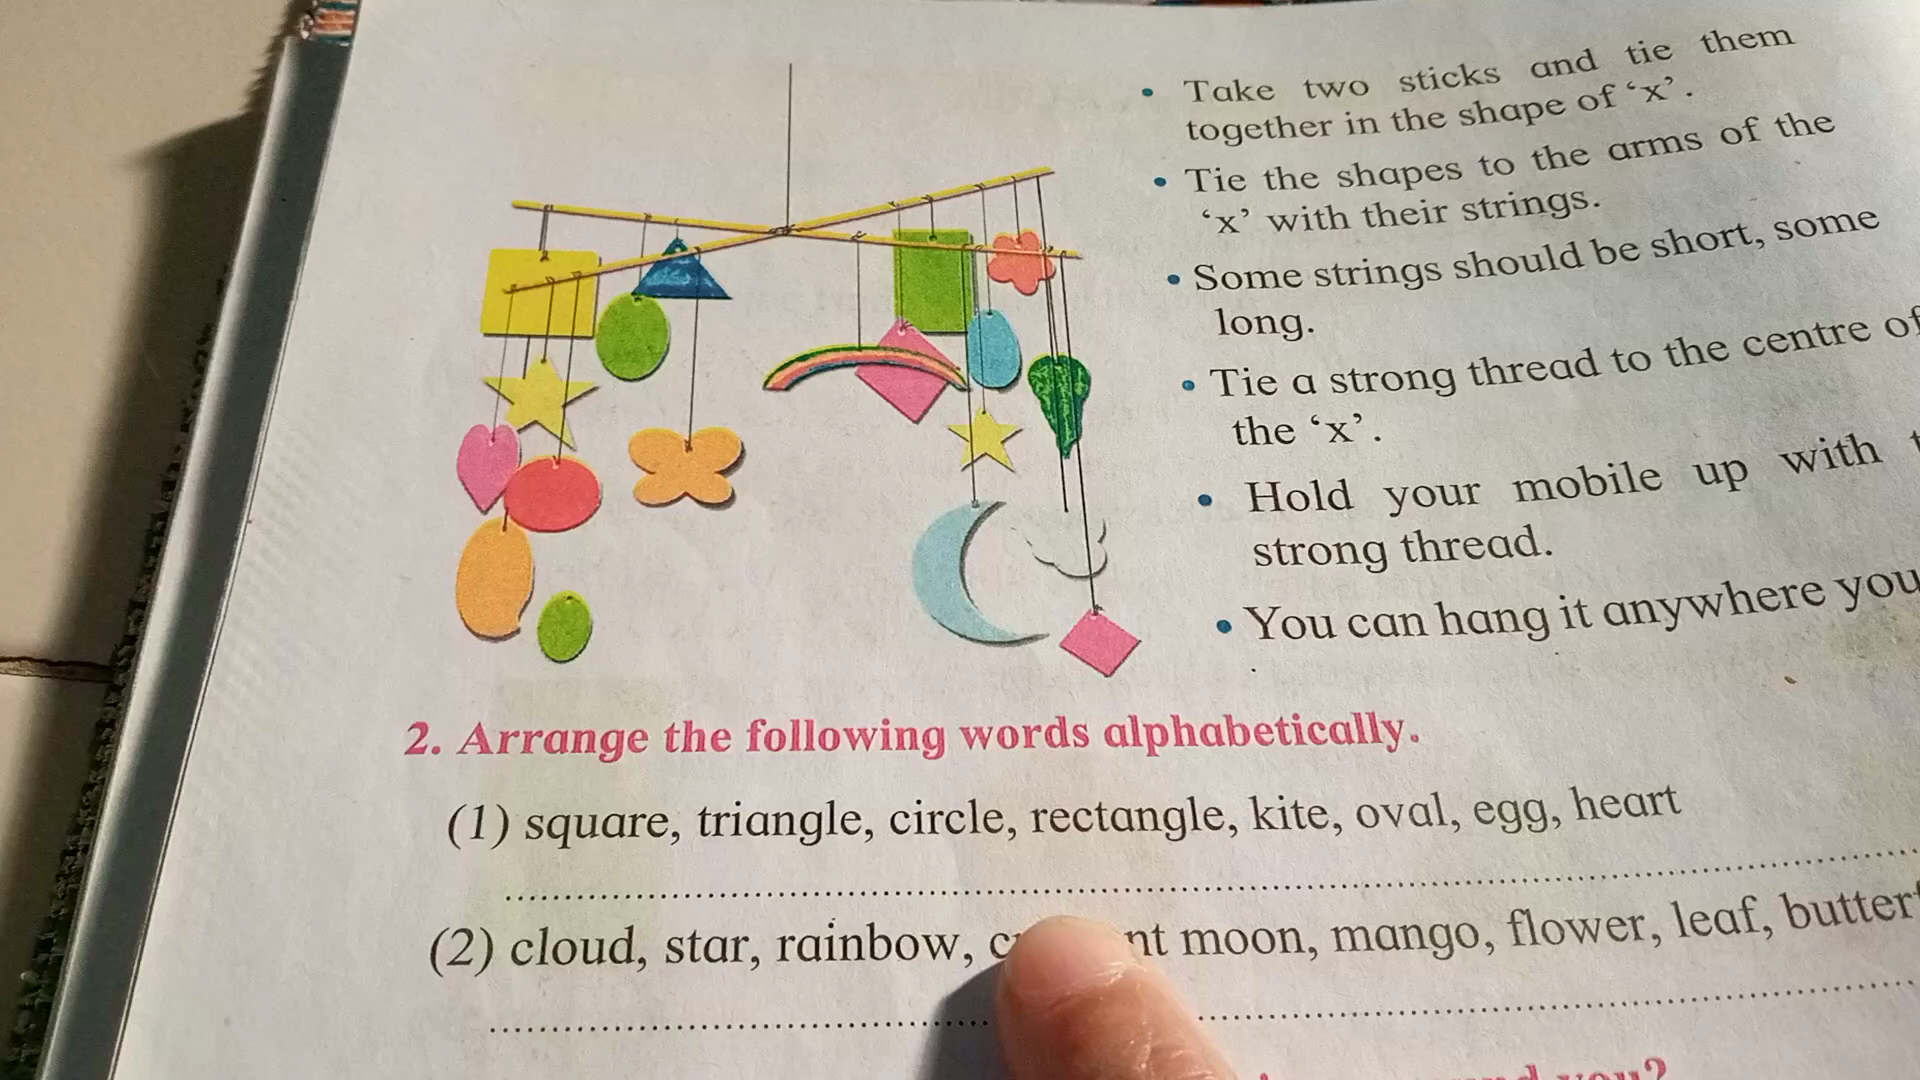 • Take two sticks and tie them
together in the shape of ‘x’.
• Tie the shapes to the arms of the
‘x’ with their strings.
• Some strings should be short, some
long.
• Tie a strong thread to the centre of
the ‘x’.
• Hold your mobile up with
strong thread.
• You can hang it anywhere you
2. Arrange the following words alphabetically.
(1) square, triangle, circle, rectangle, kite, oval, egg, heart
(2) cloud, star, rainbow, moon, mango, flower, leaf,
you?